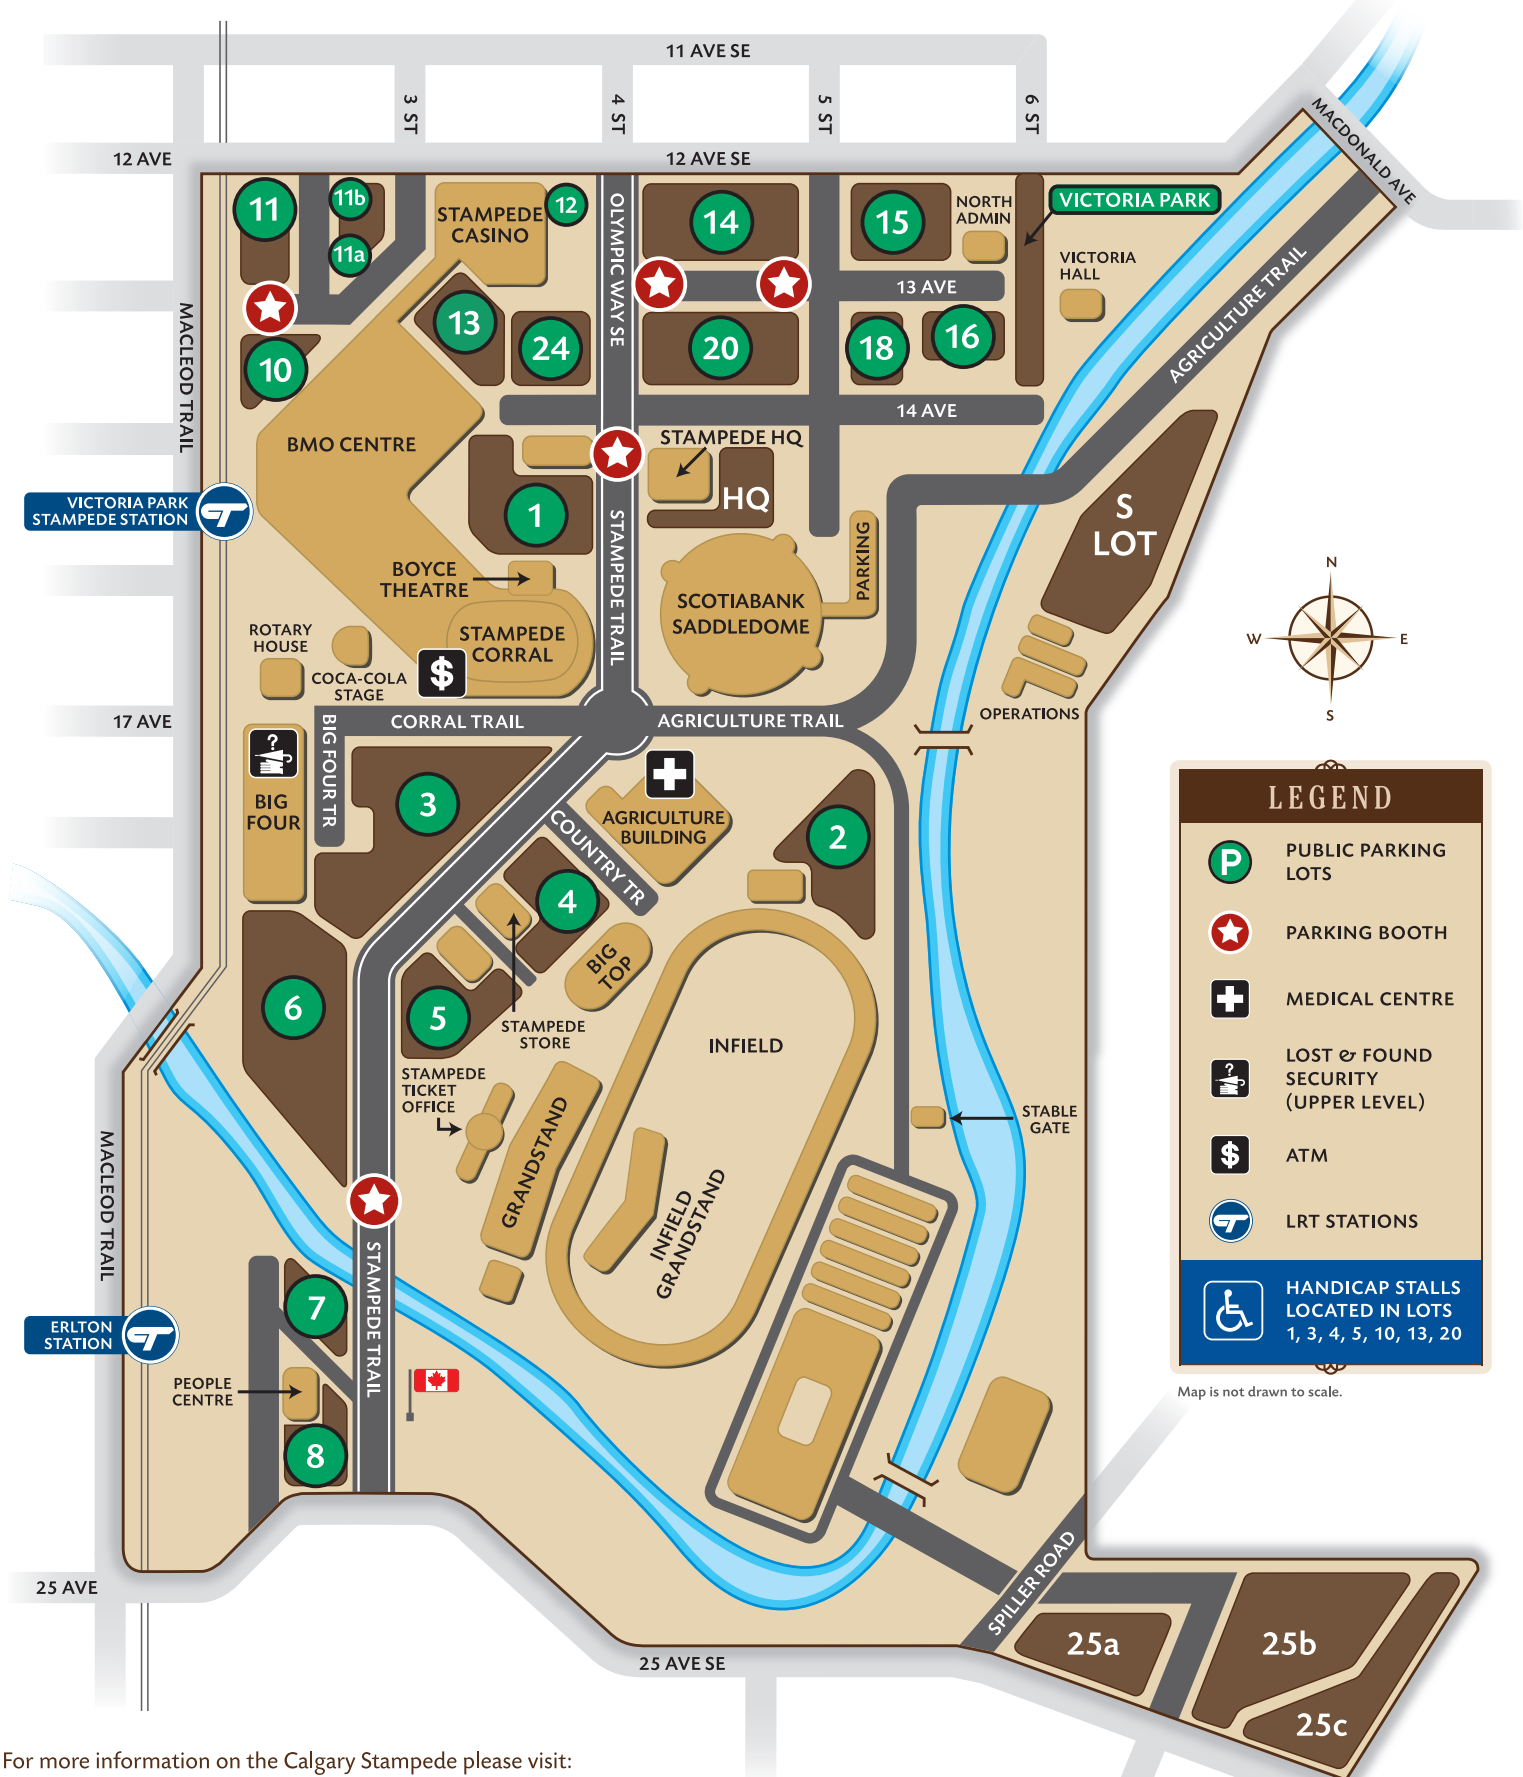 11 AVE SE
3 ST
4 ST
5 ST
6 ST
MACDONALD AVE
12 AVE
12 AVE SE
11
11b
11a
STAMPEDE
CASINO
12
OLYMPIC WAY SE
14
15
NORTH
ADMIN
VICTORIA PARK
VICTORIA
HALL
13 AVE
AGRICULTURE TRAIL
MACLEOD TRAIL
10
13
24
20
18
16
14 AVE
BMO CENTRE
STAMPEDE HQ
HQ
1
S
LOT
VICTORIA PARK
STAMPEDE STATION
STAMPEDE TRAIL
PARKING
BOYCE
THEATRE
SCOTIABANK
SADDLEDOME
ROTARY
HOUSE
STAMPEDE
CORRAL
$
COCA-COLA
STAGE
N
W
E
S
OPERATIONS
17 AVE
CORRAL TRAIL
AGRICULTURE TRAIL
BIG FOUR TR
?
BIG
FOUR
3
AGRICULTURE
BUILDING
COUNTRY TR
2
4
BIG
TOP
6
5
STAMPEDE
STORE
INFIELD
STAMPEDE
TICKET
OFFICE
GRANDSTAND
STABLE
GATE
INFIELD
GRANDSTAND
MACLEOD TRAIL
STAMPEDE TRAIL
7
ERLTON
STATION
PEOPLE
CENTRE
8
25 AVE
25 AVE SE
SPILLER ROAD
25a
25b
25c
LEGEND
P
PUBLIC PARKING
LOTS
PARKING BOOTH
MEDICAL CENTRE
?
LOST & FOUND
SECURITY
(UPPER LEVEL)
$
ATM
LRT STATIONS
HANDICAP STALLS
LOCATED IN LOTS
1, 3, 4, 5, 10, 13, 20
Map is not drawn to scale.
For more information on the Calgary Stampede please visit: